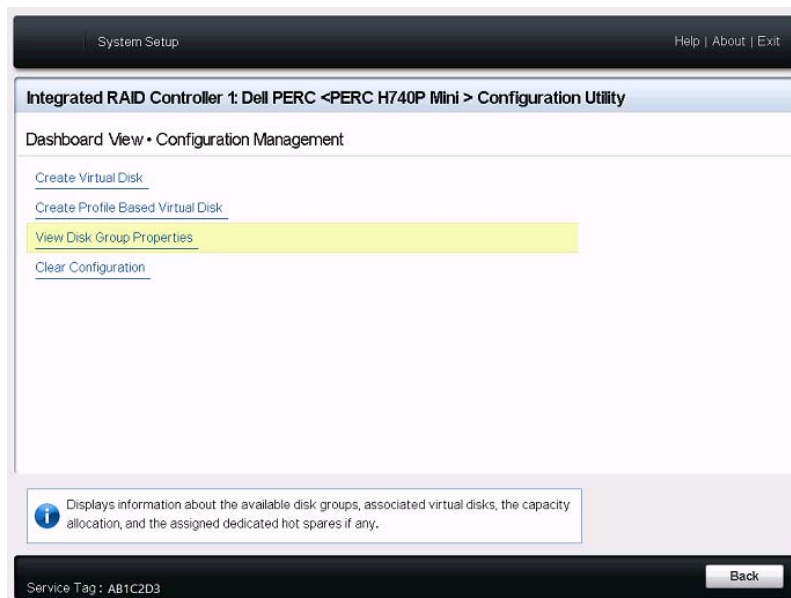 System Setup
Help | About | Exit
Integrated RAID Controller 1: Dell PERC <PERC H740P Mini > Configuration Utility
Dashboard View • Configuration Management
Create Virtual Disk
Create Profile Based Virtual Disk
View Disk Group Properties
Clear Configuration
Displays information about the available disk groups, associated virtual disks, the capacity
allocation, and the assigned dedicated hot spares if any.
Service Tag : AB1C2D3
Back